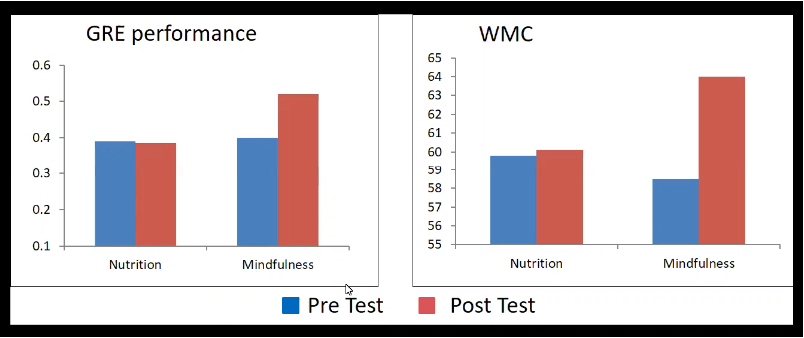 GRE performance
0.6
0.5
0.4
0.3
0.2
0.1
Nutrition
Mindfulness
WMC
65
64
63
62
61
60
59
58
57
56
55
Nutrition
Mindfulness
Pre Test
Post Test